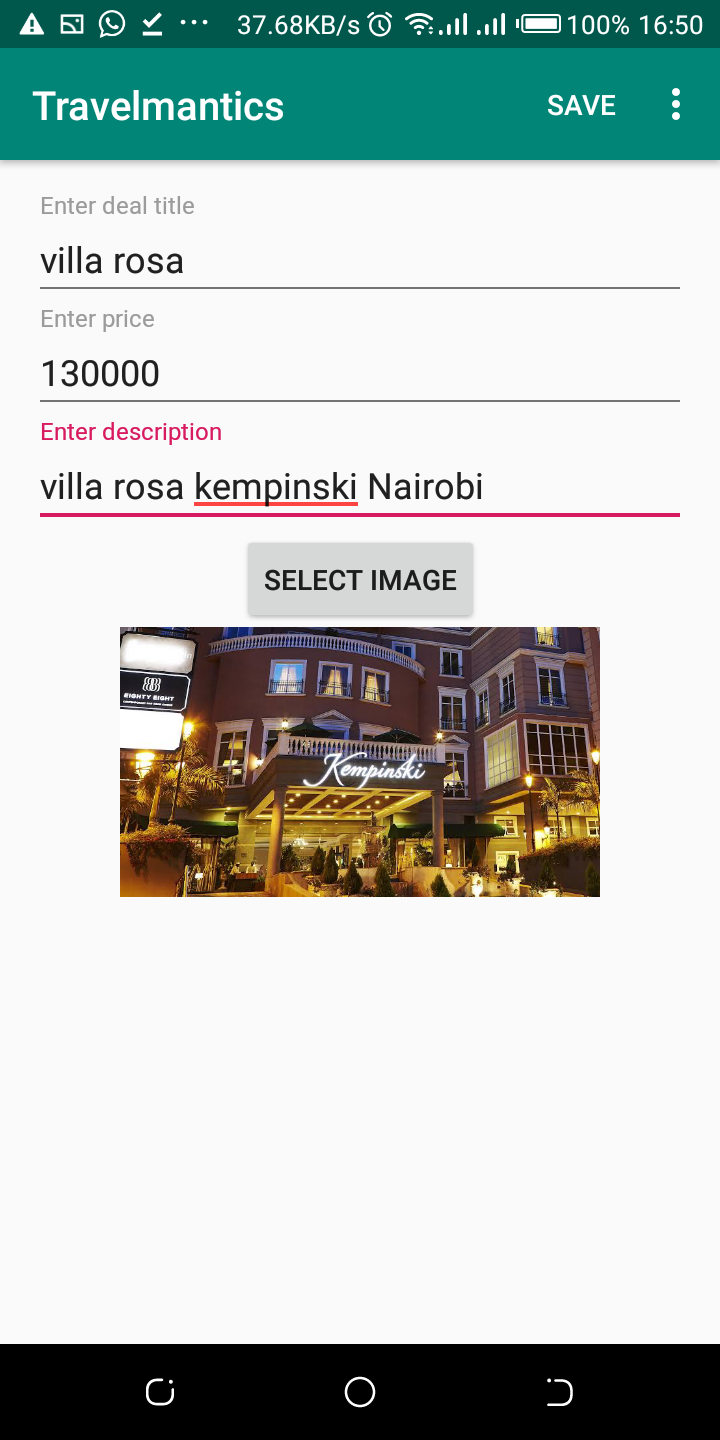 37.68KB/s 100% 16:50
Travelmantics SAVE
Enter deal title
villa rosa
Enter price
130000
Enter description
villa rosa kempinski Nairobi
SELECT IMAGE
88
EIGHTY EIGHT
Kempinski